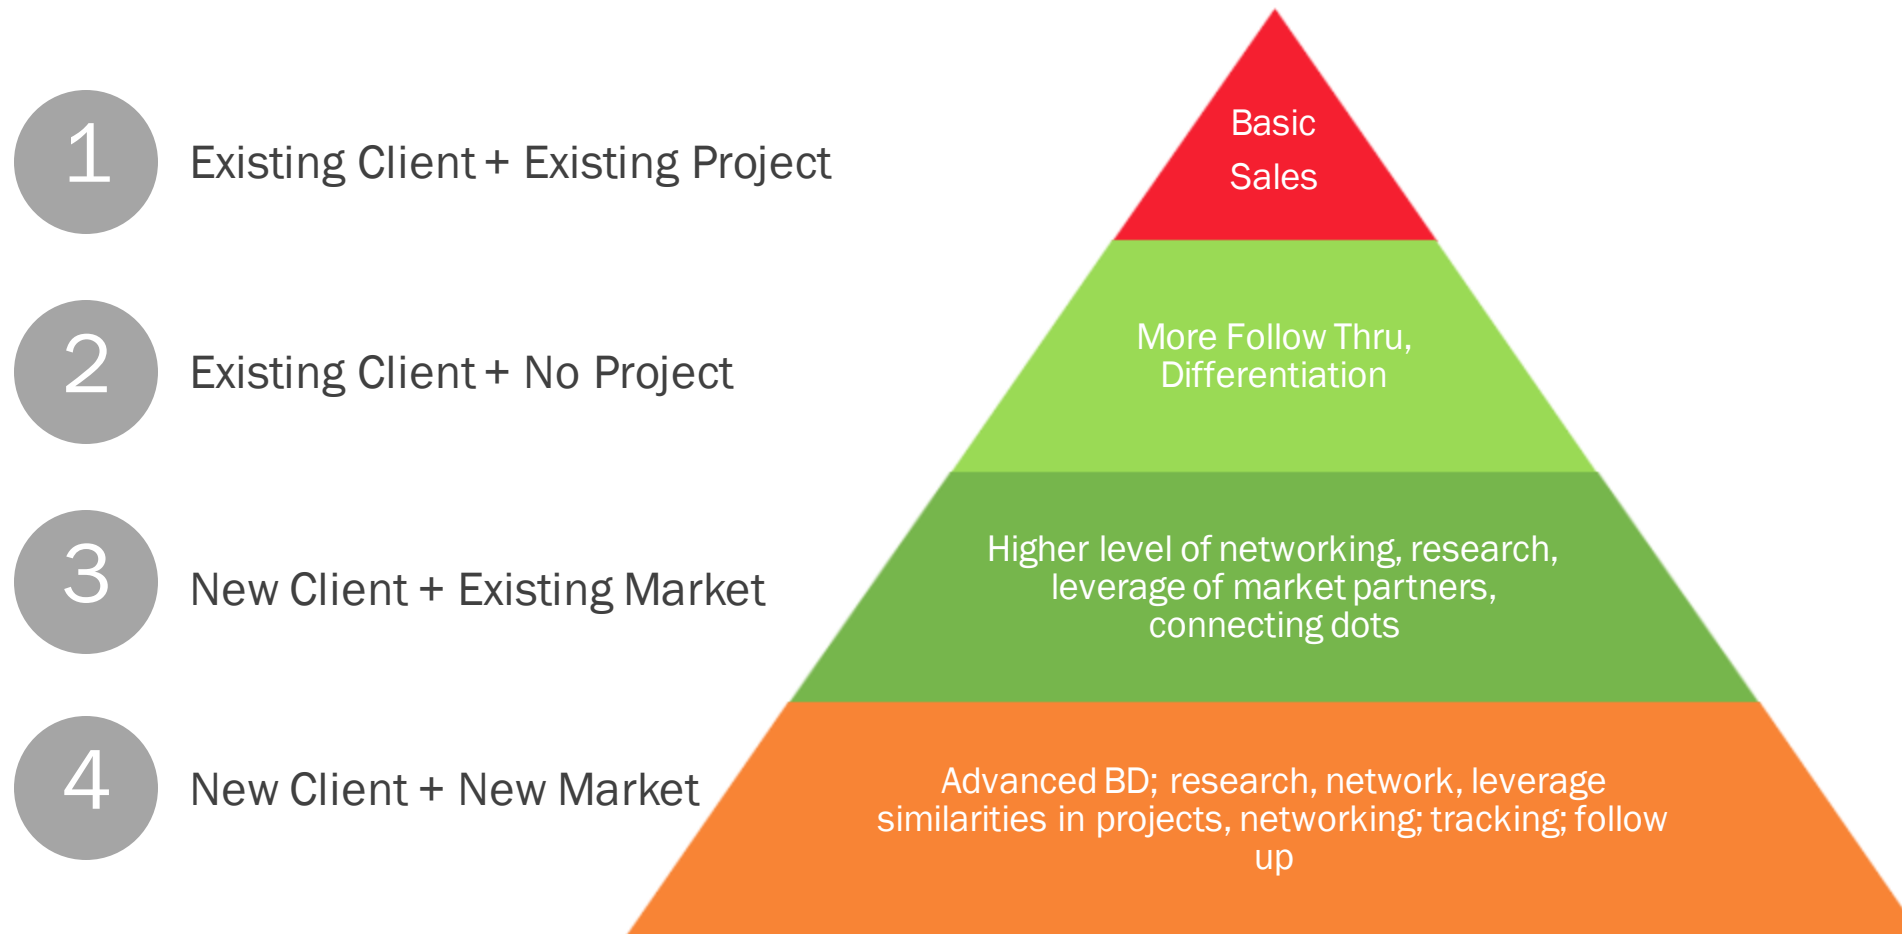 1
Existing Client + Existing Project
Basic
Sales
2
Existing Client + No Project
More Follow Thru,
Differentiation
3
New Client + Existing Market
Higher level of networking, research,
leverage of market partners,
connecting dots
4
New Client + New Market
Advanced BD; research, network, leverage
similarities in projects, networking; tracking; follow
up